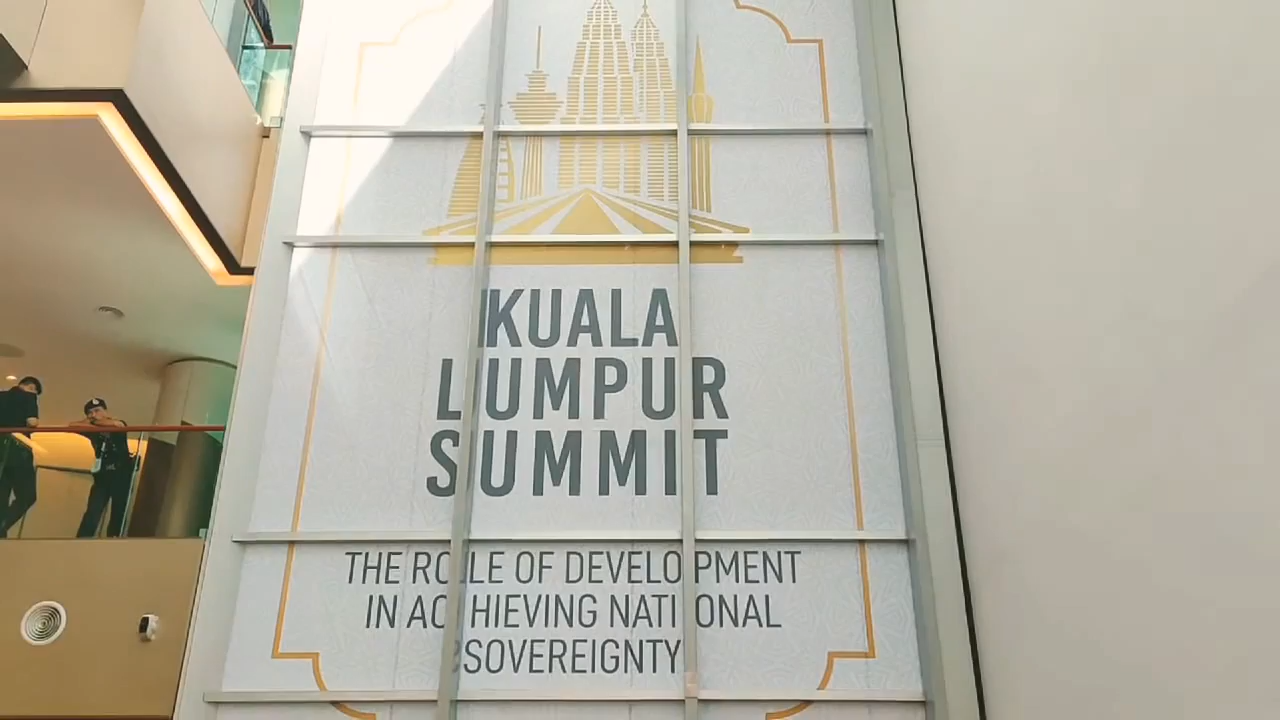 KUALA
LUMPUR
SUMMIT
THE ROLE OF DEVELOPMENT
IN ACHIEVING NATIONAL
SOVEREIGNTY